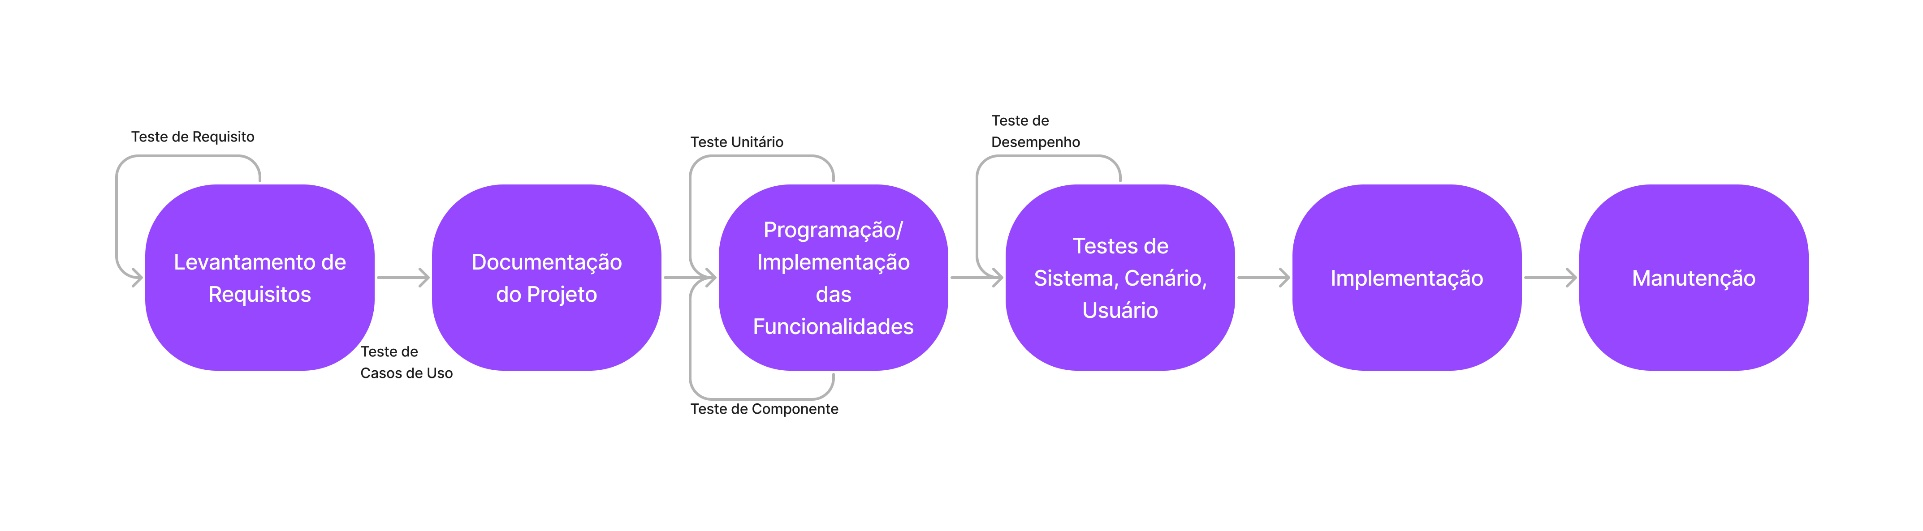 Teste de Requisito
Levantamento de
Requisitos
Teste de
Casos de Uso
Documentação
do Projeto
Teste Unitário
Programação/
Implementação
das
Funcionalidades
Teste de Componente
Teste de
Desempenho
Testes de
Sistema, Cenário,
Usuário
Implementação
Manutenção